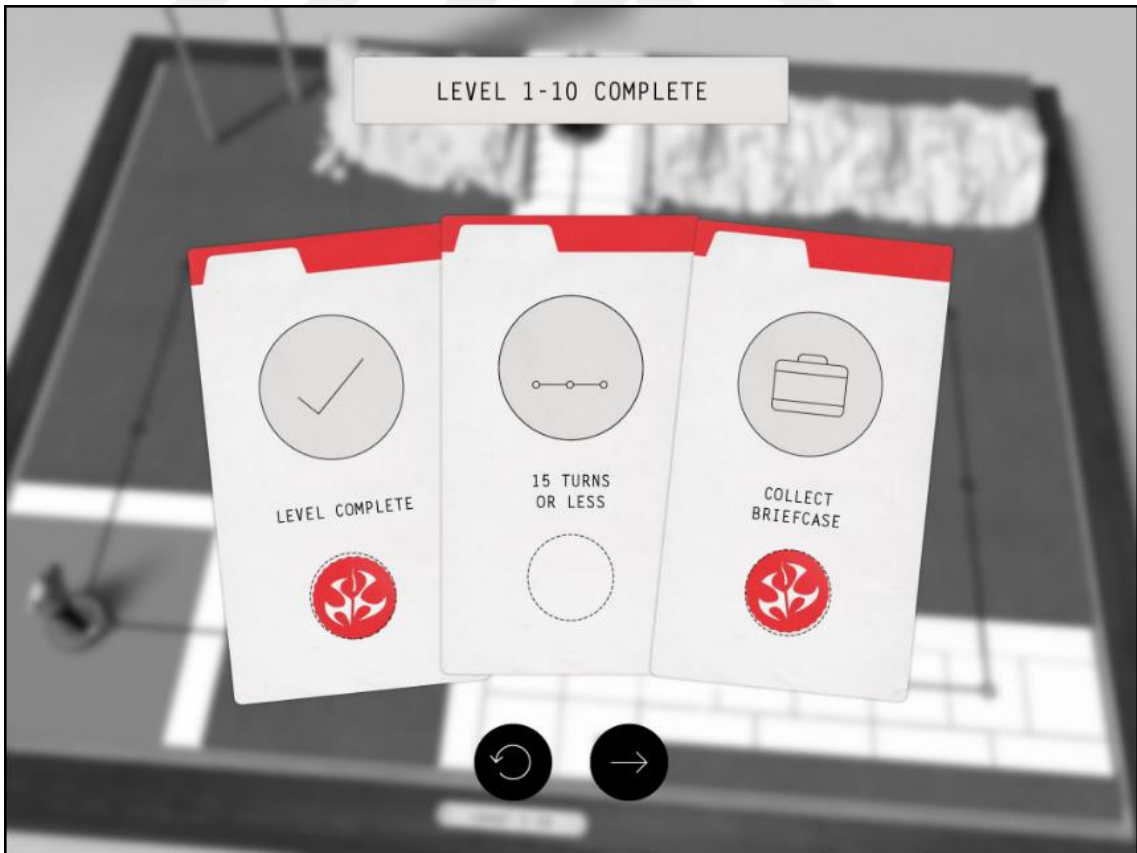 LEVEL 1-10 COMPLETE
LEVEL COMPLETE
15 TURNS
OR LESS
COLLECT
BRIEFCASE